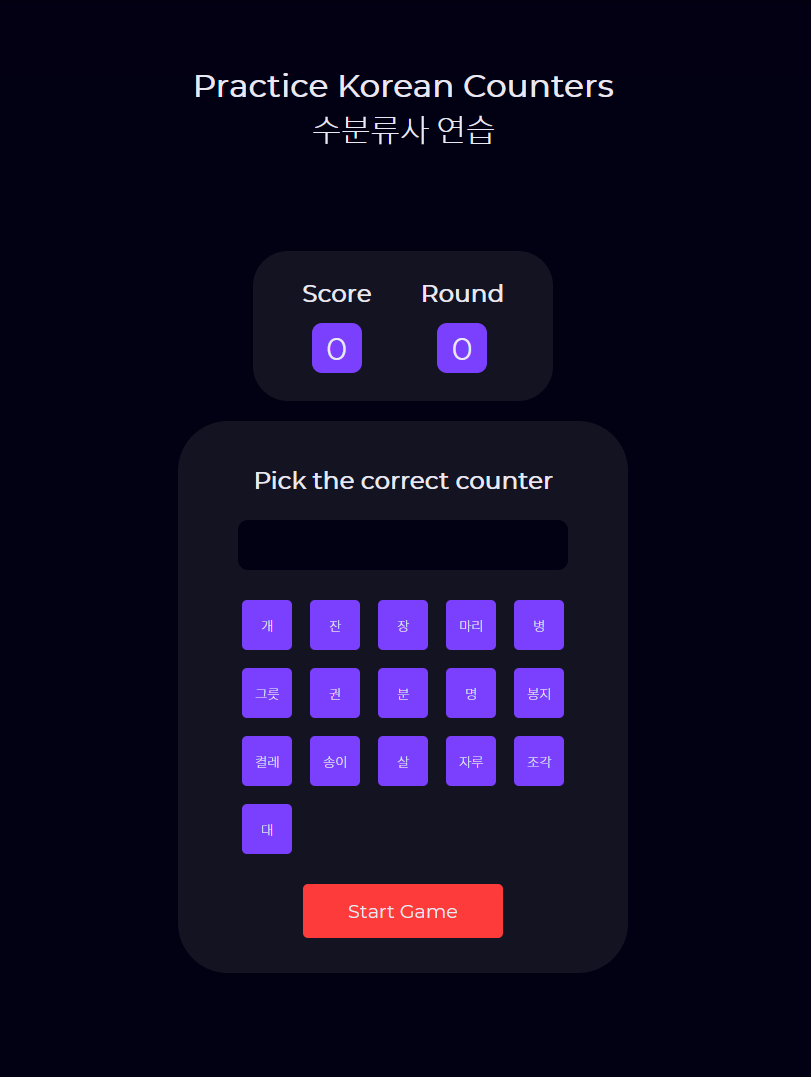 Practice Korean Counters
수분류사 연습
Score Round
0 0
Pick the correct counter
개 잔 장 마리 병
그릇 권 분 명 봉지
켤레 송이 살 자루 조각
대
Start Game